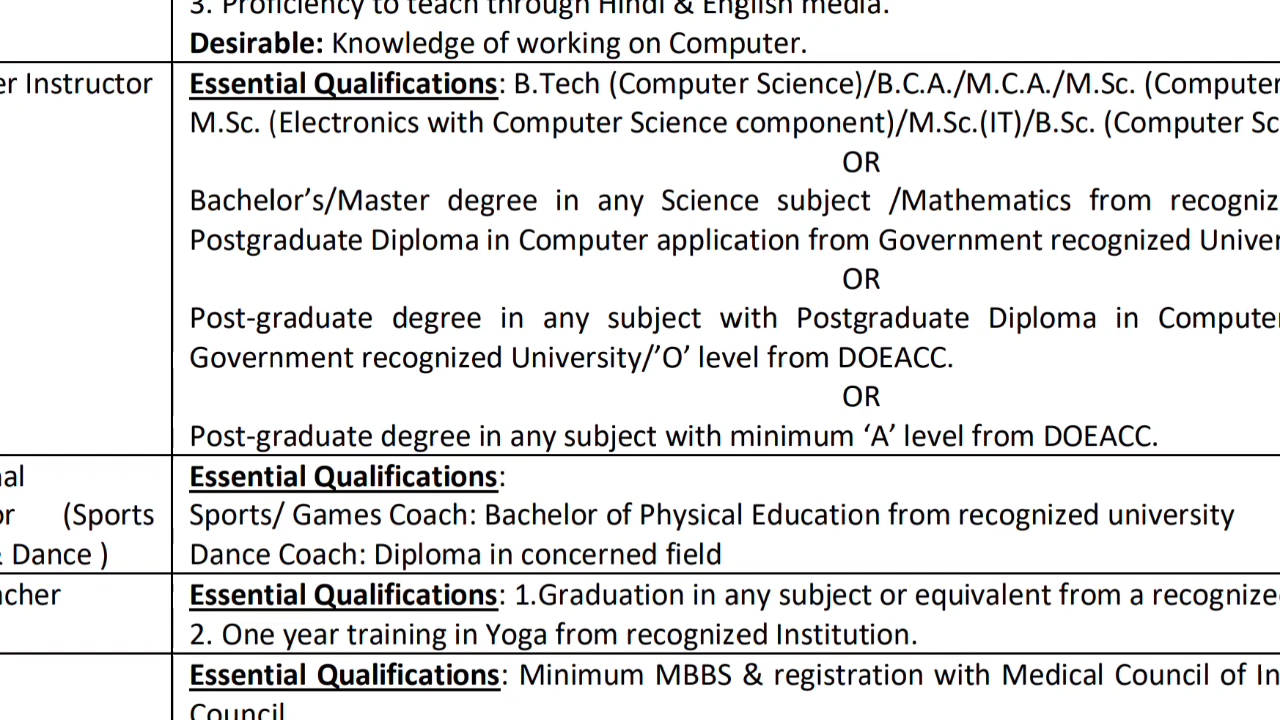 3. Proficiency to teach through Hindi & English media.
Desirable: Knowledge of working on Computer.
er Instructor
Essential Qualifications: B.Tech (Computer Science)/B.C.A./M.C.A./M.Sc. (Computer
M.Sc. (Electronics with Computer Science component)/M.Sc.(IT)/B.Sc. (Computer Sc
OR
Bachelor’s/Master degree in any Science subject /Mathematics from recogniz
Postgraduate Diploma in Computer application from Government recognized Univer
OR
Post-graduate degree in any subject with Postgraduate Diploma in Computer
Government recognized University/’O’ level from DOEACC.
OR
Post-graduate degree in any subject with minimum ‘A’ level from DOEACC.
nal
or (Sports
& Dance )
Essential Qualifications:
Sports/ Games Coach: Bachelor of Physical Education from recognized university
Dance Coach: Diploma in concerned field
acher
Essential Qualifications: 1.Graduation in any subject or equivalent from a recognize
2. One year training in Yoga from recognized Institution.
Essential Qualifications: Minimum MBBS & registration with Medical Council of In
Council